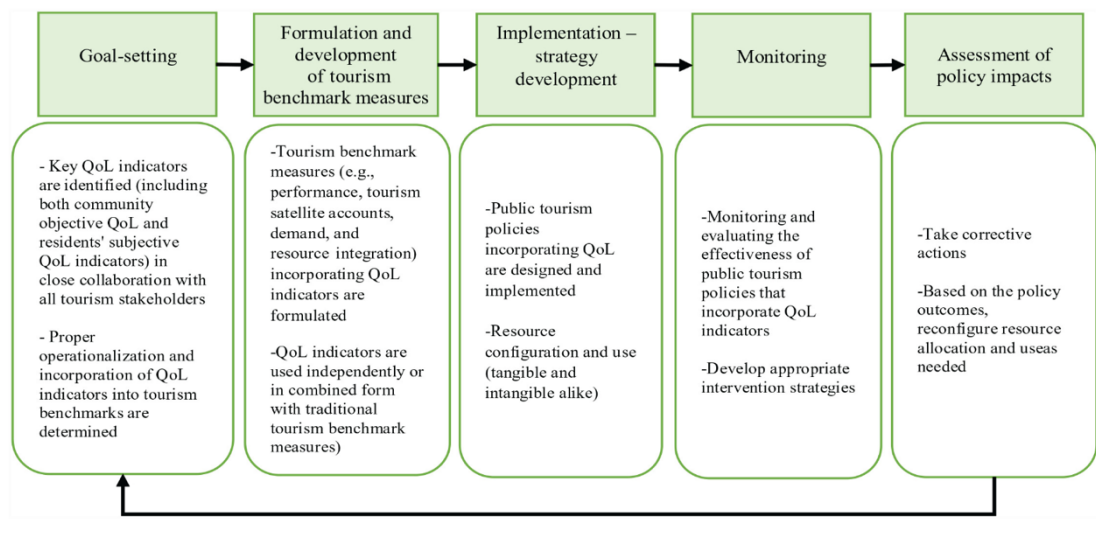 Goal-setting
Formulation and
development
of tourism
benchmark measures
Implementation –
strategy
development
Monitoring
Assessment of
policy impacts
- Key QoL indicators
are identified (including
both community
objective QoL and
residents' subjective
QoL indicators) in
close collaboration with
all tourism stakeholders
- Proper
operationalization and
incorporation of QoL
indicators into tourism
benchmarks are
determined
-Tourism benchmark
measures (e.g.,
performance, tourism
satellite accounts,
demand, and
resource integration)
incorporating QoL
indicators are
formulated
-QoL indicators are
used independently or
in combined form
with traditional
tourism benchmark
measures)
-Public tourism
policies
incorporating QoL
are designed and
implemented
-Resource
configuration and use
(tangible and
intangible alike)
-Monitoring and
evaluating the
effectiveness of
public tourism
policies that
incorporate QoL
indicators
-Develop appropriate
intervention strategies
-Take corrective
actions
-Based on the policy
outcomes,
reconfigure resource
allocation and useas
needed